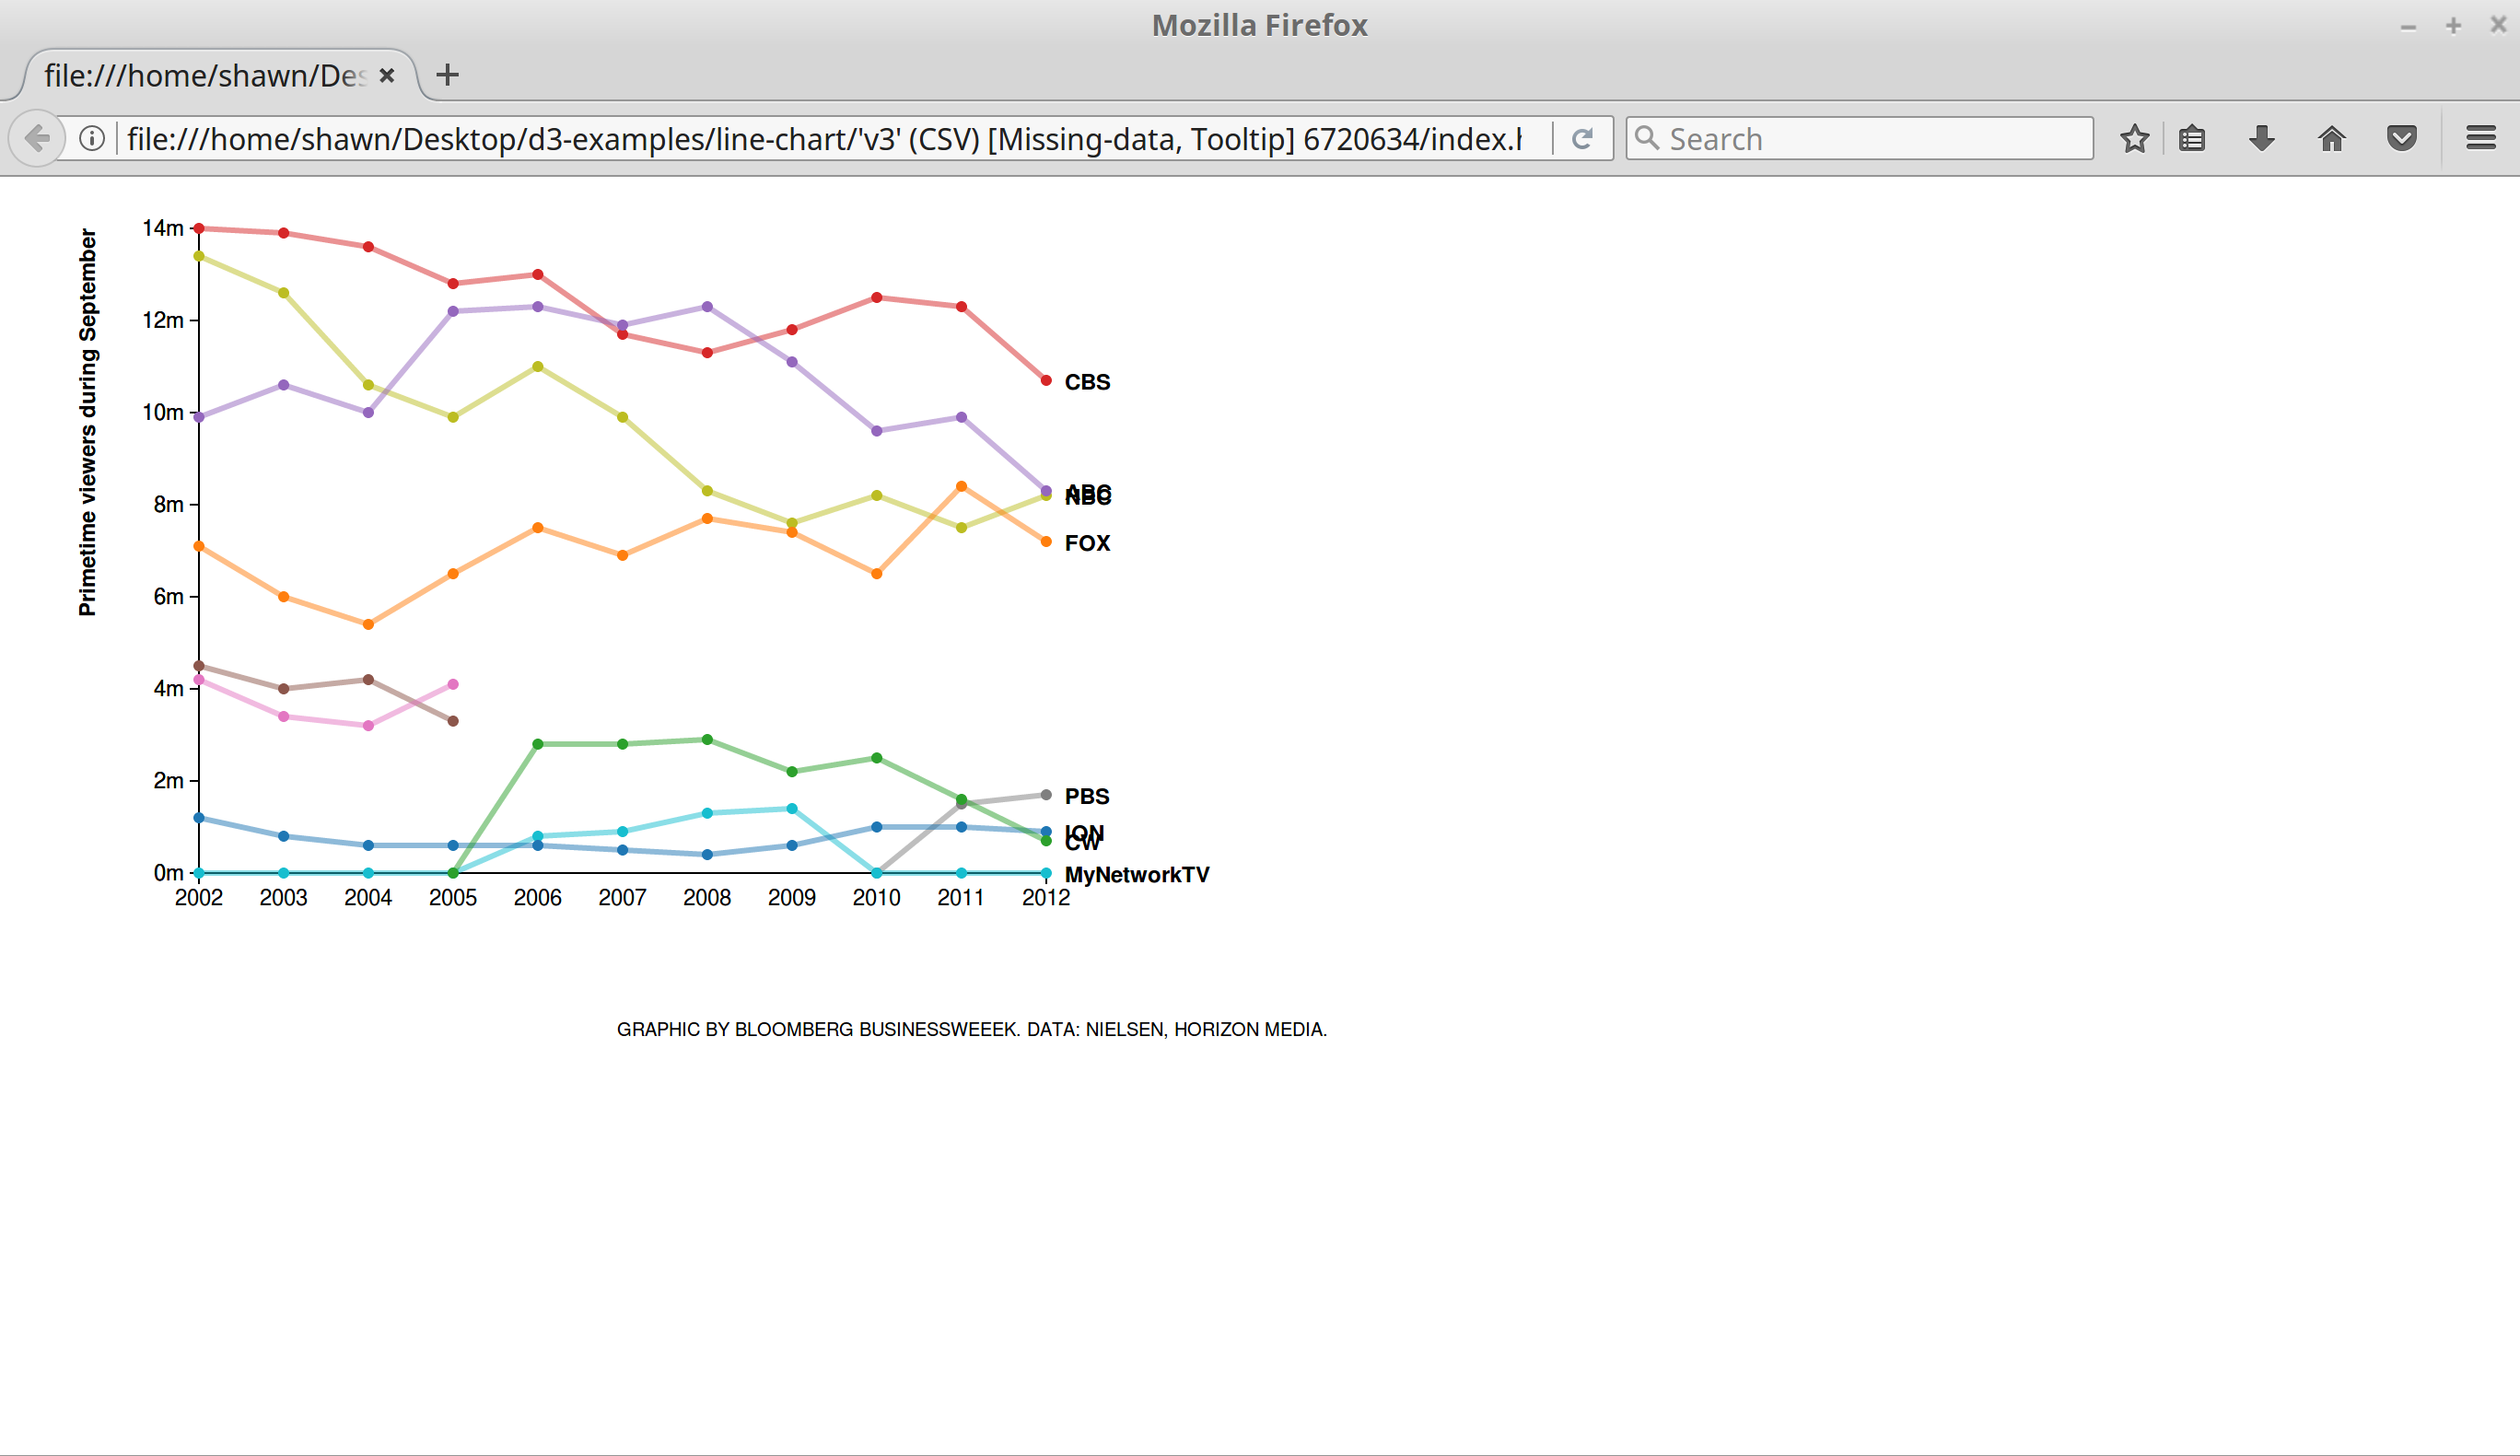 Mozilla Firefox
file:///home/shawn/Des
file:///home/shawn/Desktop/d3-examples/line-chart/'v3' (CSV) [Missing-data, Tooltip] 6720634/index.h
Search
Primetime viewers during September
14m
12m
10m
8m
6m
4m
2m
0m
CBS
ABC
NBC
FOX
PBS
ION
CW
MyNetworkTV
2002 2003 2004 2005 2006 2007 2008 2009 2010 2011 2012
GRAPHIC BY BLOOMBERG BUSINESSWEEEK. DATA: NIELSEN, HORIZON MEDIA.